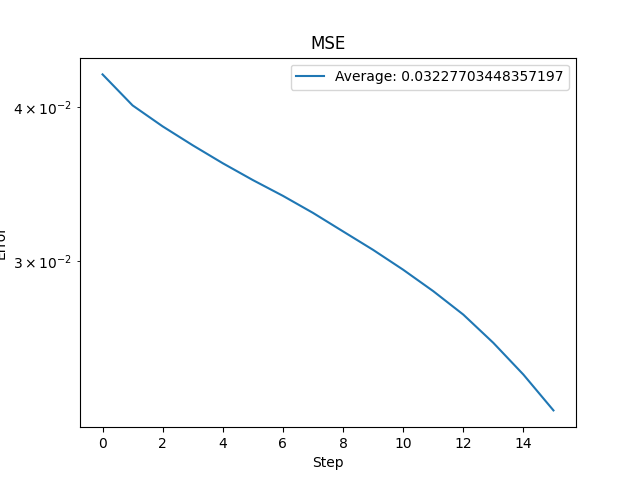 MSE
Average: 0.03227703448357197
4 × 10⁻²
3 × 10⁻²
Error
0 2 4 6 8 10 12 14
Step